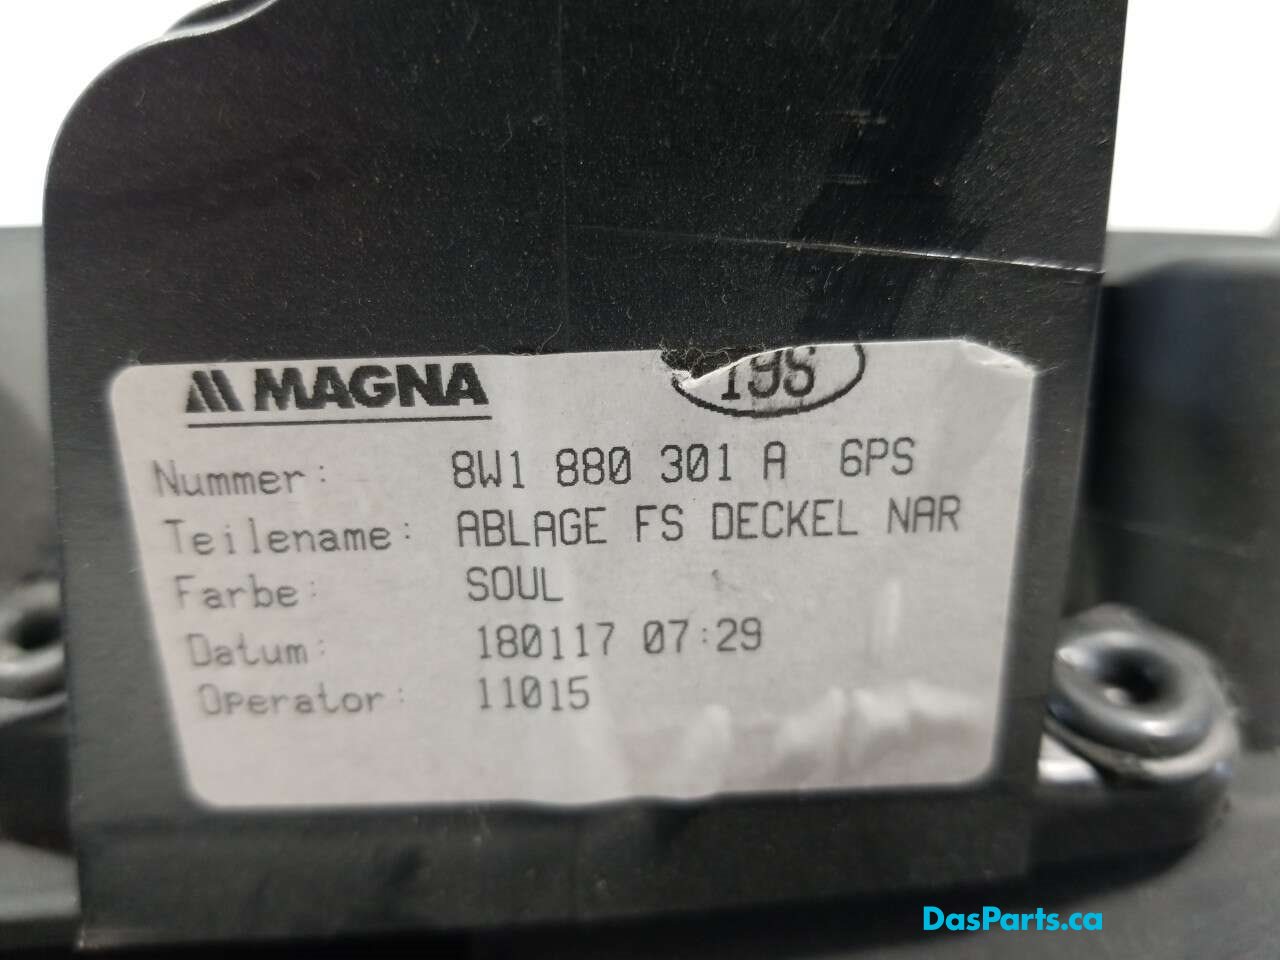 MAGNA
19S
Nummer: 8W1 880 301 A 6PS
Teilename: ABLAGE FS DECKEL NAR
Farbe: SOUL
Datum: 180117 07:29
Operator: 11015
DasParts.ca